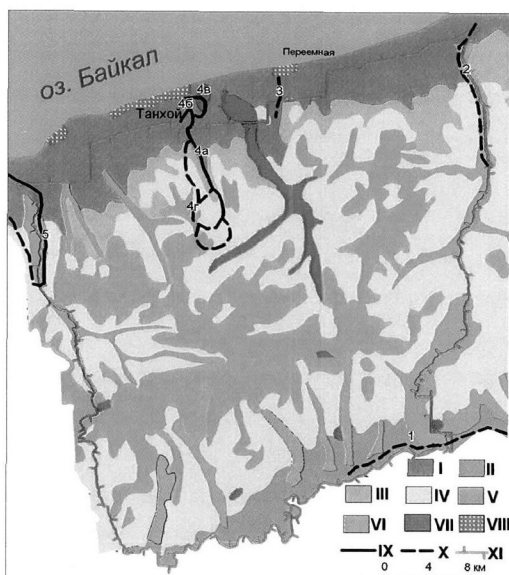 Переемная
оз. Байкал
2
4в
3
4б
Танхой
4а
4г
5
1
I II
III IV V
VI VII VIII
IX X XI
0 4 8 км